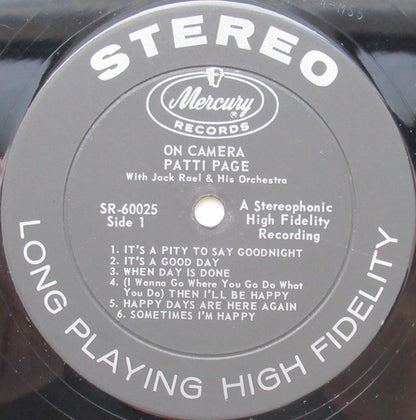 STEREO
Mercury
RECORDS
ON CAMERA
PATTI PAGE
With Jack Rael & His Orchestra
SR-60025
Side 1
A Stereophonic
High Fidelity
Recording
1. IT'S A PITY TO SAY GOODNIGHT
2. IT'S A GOOD DAY
3. WHEN DAY IS DONE
4. (I Wanna Go Where You Go Do What
You Do) THEN I'LL BE HAPPY
5. HAPPY DAYS ARE HERE AGAIN
6. SOMETIMES I'M HAPPY
LONG PLAYING HIGH FIDELITY